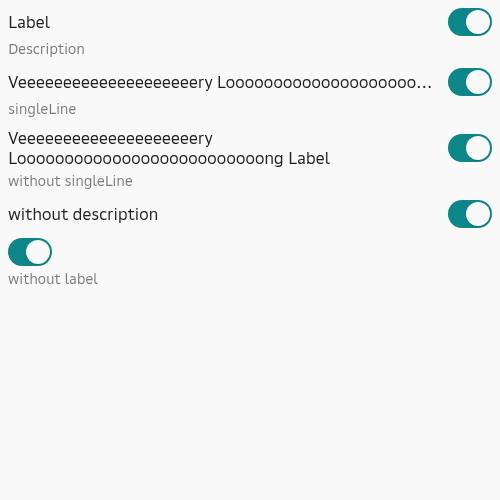 Label
Description
Veeeeeeeeeeeeeeeeeeeery Looooooooooooooooooooo...
singleLine
Veeeeeeeeeeeeeeeeeeeery
Looooooooooooooooooooooooooong Label
without singleLine
without description
without label